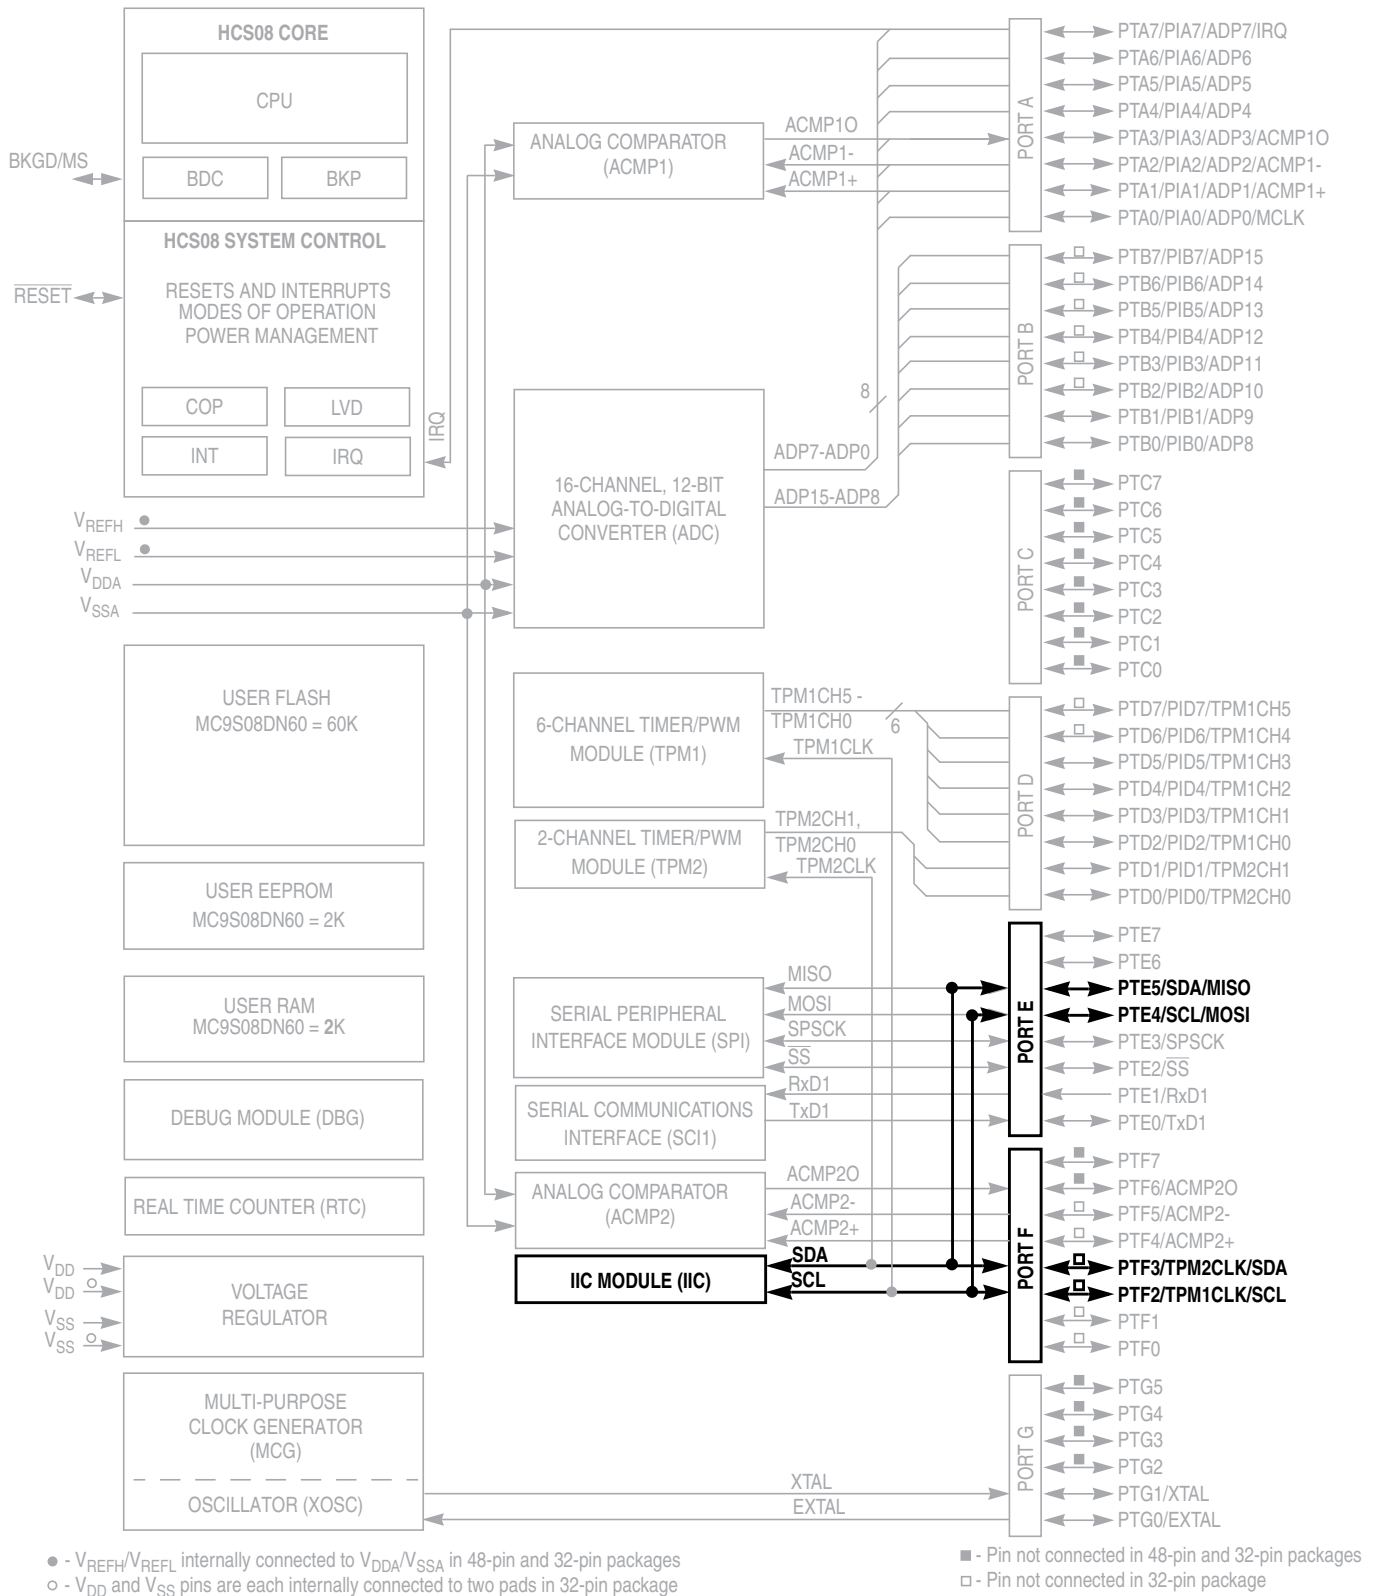 HCS08 CORE
CPU
BDC
BKP
BKGD/MS
HCS08 SYSTEM CONTROL
RESETS AND INTERRUPTS
MODES OF OPERATION
POWER MANAGEMENT
RESET
COP
LVD
INT
IRQ
IRQ
VREFH
VREFL
VDDA
VSSA
USER FLASH
MC9S08DN60 = 60K
USER EEPROM
MC9S08DN60 = 2K
USER RAM
MC9S08DN60 = 2K
DEBUG MODULE (DBG)
REAL TIME COUNTER (RTC)
VDD
VDD
VSS
VSS
VOLTAGE
REGULATOR
MULTI-PURPOSE
CLOCK GENERATOR
(MCG)
OSCILLATOR (XOSC)
ANALOG COMPARATOR
(ACMP1)
ACMP1O
ACMP1-
ACMP1+
16-CHANNEL, 12-BIT
ANALOG-TO-DIGITAL
CONVERTER (ADC)
8
ADP7-ADP0
ADP15-ADP8
6-CHANNEL TIMER/PWM
MODULE (TPM1)
TPM1CH5 -
TPM1CH0
6
TPM1CLK
2-CHANNEL TIMER/PWM
MODULE (TPM2)
TPM2CH1,
TPM2CH0
TPM2CLK
SERIAL PERIPHERAL
INTERFACE MODULE (SPI)
MISO
MOSI
SPSCK
SS
SERIAL COMMUNICATIONS
INTERFACE (SCI1)
RxD1
TxD1
ANALOG COMPARATOR
(ACMP2)
ACMP2O
ACMP2-
ACMP2+
IIC MODULE (IIC)
SDA
SCL
XTAL
EXTAL
PORT A
PTA7/PIA7/ADP7/IRQ
PTA6/PIA6/ADP6
PTA5/PIA5/ADP5
PTA4/PIA4/ADP4
PTA3/PIA3/ADP3/ACMP1O
PTA2/PIA2/ADP2/ACMP1-
PTA1/PIA1/ADP1/ACMP1+
PTA0/PIA0/ADP0/MCLK
PORT B
PTB7/PIB7/ADP15
PTB6/PIB6/ADP14
PTB5/PIB5/ADP13
PTB4/PIB4/ADP12
PTB3/PIB3/ADP11
PTB2/PIB2/ADP10
PTB1/PIB1/ADP9
PTB0/PIB0/ADP8
PORT C
PTC7
PTC6
PTC5
PTC4
PTC3
PTC2
PTC1
PTC0
PORT D
PTD7/PID7/TPM1CH5
PTD6/PID6/TPM1CH4
PTD5/PID5/TPM1CH3
PTD4/PID4/TPM1CH2
PTD3/PID3/TPM1CH1
PTD2/PID2/TPM1CH0
PTD1/PID1/TPM2CH1
PTD0/PID0/TPM2CH0
PORT E
PTE7
PTE6
PTE5/SDA/MISO
PTE4/SCL/MOSI
PTE3/SPSCK
PTE2/SS
PTE1/RxD1
PTE0/TxD1
PORT F
PTF7
PTF6/ACMP2O
PTF5/ACMP2-
PTF4/ACMP2+
PTF3/TPM2CLK/SDA
PTF2/TPM1CLK/SCL
PTF1
PTF0
PORT G
PTG5
PTG4
PTG3
PTG2
PTG1/XTAL
PTG0/EXTAL
● - VREFH/VREFL internally connected to VDDA/VSSA in 48-pin and 32-pin packages
○ - VDD and VSS pins are each internally connected to two pads in 32-pin package
■ - Pin not connected in 48-pin and 32-pin packages
□ - Pin not connected in 32-pin package